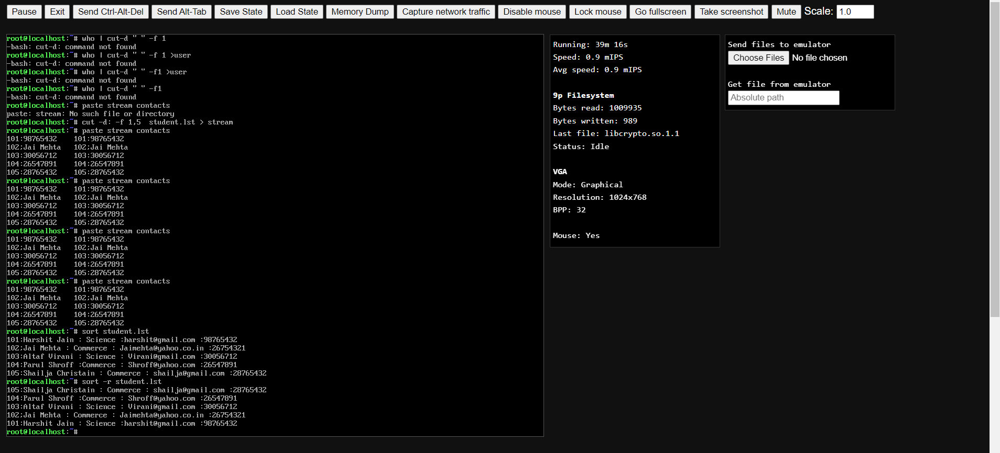 Pause Exit Send Ctrl-Alt-Del Send Alt-Tab Save State Load State Memory Dump Capture network traffic Disable mouse Lock mouse Go fullscreen Take screenshot Mute Scale: 1.0
root@localhost:~# who | cut-d " " -f 1
-bash: cut-d: command not found
root@localhost:~# who | cut-d " " -f 1 >user
-bash: cut-d: command not found
root@localhost:~# who | cut-d " " -f1 >user
-bash: cut-d: command not found
root@localhost:~# who | cut-d " " -f1
-bash: cut-d: command not found
root@localhost:~# paste stream contacts
paste: stream: No such file or directory
root@localhost:~# cut -d: -f 1,5  student.lst > stream
root@localhost:~# paste stream contacts
101:98765432    101:98765432
102;Jai Mehta   102;Jai Mehta
103:30056712    103:30056712
104:26547891    104:26547891
105:28765432    105:28765432
root@localhost:~# paste stream contacts
101:98765432    101:98765432
102;Jai Mehta   102;Jai Mehta
103:30056712    103:30056712
104:26547891    104:26547891
105:28765432    105:28765432
root@localhost:~# paste stream contacts
101:98765432    101:98765432
102;Jai Mehta   102;Jai Mehta
103:30056712    103:30056712
104:26547891    104:26547891
105:28765432    105:28765432
root@localhost:~# paste stream contacts
101:98765432    101:98765432
102;Jai Mehta   102;Jai Mehta
103:30056712    103:30056712
104:26547891    104:26547891
105:28765432    105:28765432
root@localhost:~# sort student.lst
101:Harshit Jain : Science :harshit@gmail.com :98765432
102;Jai Mehta : Commerce : Jaimehta@yahoo.co.in :26754321
103:Altaf Virani : Science : Virani@gmail.com :30056712
104:Parul Shroff :Commerce : Shroff@yahoo.com :26547891
105:Shailja Christain : Commerce : shailja@gmail.com :28765432
root@localhost:~# sort -r student.lst
105:Shailja Christain : Commerce : shailja@gmail.com :28765432
104:Parul Shroff :Commerce : Shroff@yahoo.com :26547891
103:Altaf Virani : Science : Virani@gmail.com :30056712
102;Jai Mehta : Commerce : Jaimehta@yahoo.co.in :26754321
101:Harshit Jain : Science :harshit@gmail.com :98765432
root@localhost:~#
Running: 39m 16s
Speed: 0.9 mIPS
Avg speed: 0.9 mIPS
9p Filesystem
Bytes read: 1009935
Bytes written: 989
Last file: libcrypto.so.1.1
Status: Idle
VGA
Mode: Graphical
Resolution: 1024x768
BPP: 32
Mouse: Yes
Send files to emulator
Choose Files No file chosen
Get file from emulator
Absolute path